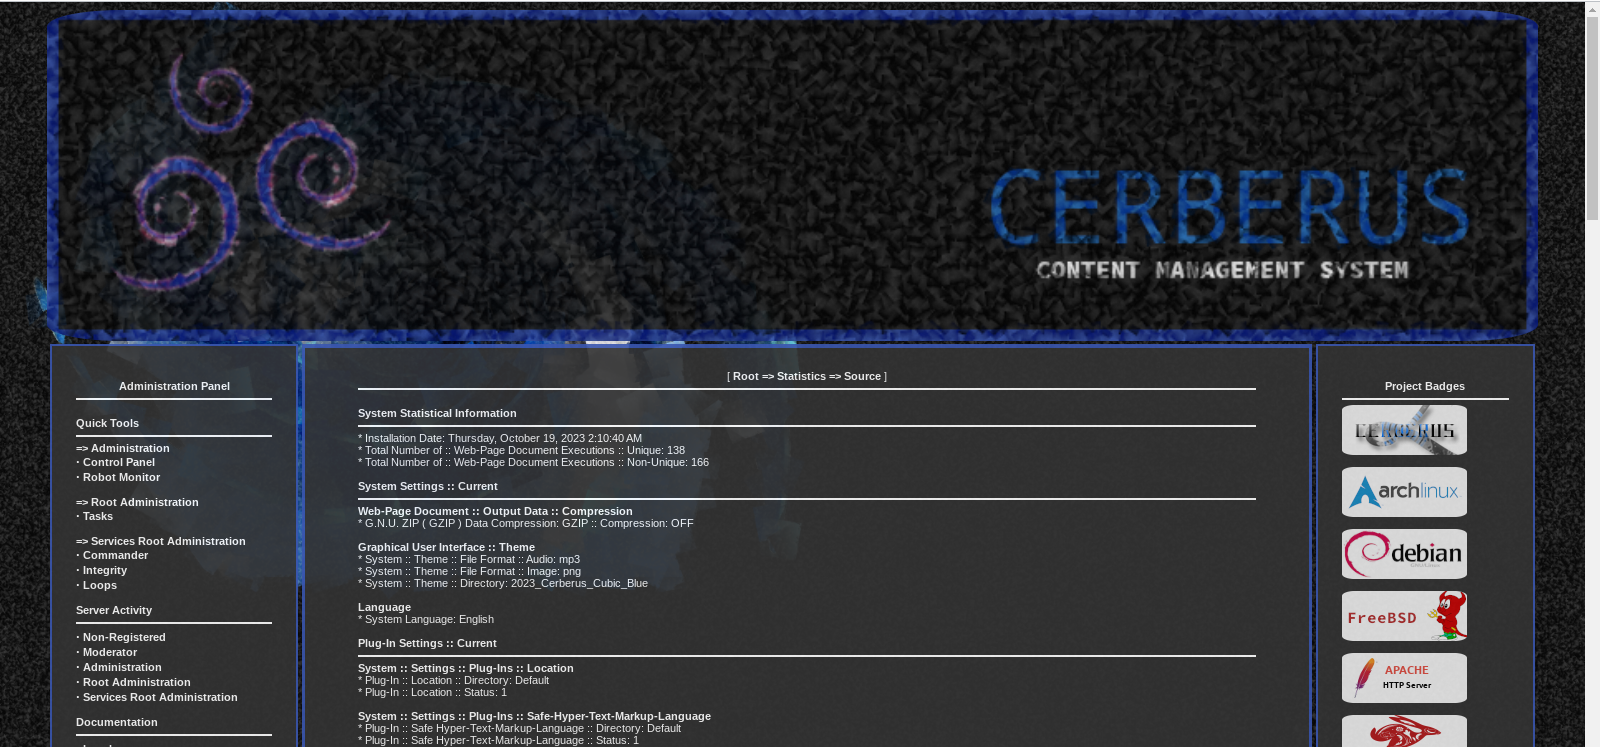 CERBERUS
CONTENT MANAGEMENT SYSTEM
Administration Panel
Quick Tools
=> Administration
· Control Panel
· Robot Monitor
=> Root Administration
· Tasks
=> Services Root Administration
· Commander
· Integrity
· Loops
Server Activity
· Non-Registered
· Moderator
· Administration
· Root Administration
· Services Root Administration
Documentation
[ Root => Statistics => Source ]
System Statistical Information
* Installation Date: Thursday, October 19, 2023 2:10:40 AM
* Total Number of :: Web-Page Document Executions :: Unique: 138
* Total Number of :: Web-Page Document Executions :: Non-Unique: 166
System Settings :: Current
Web-Page Document :: Output Data :: Compression
* G.N.U. ZIP ( GZIP ) Data Compression: GZIP :: Compression: OFF
Graphical User Interface :: Theme
* System :: Theme :: File Format :: Audio: mp3
* System :: Theme :: File Format :: Image: png
* System :: Theme :: Directory: 2023_Cerberus_Cubic_Blue
Language
* System Language: English
Plug-In Settings :: Current
System :: Settings :: Plug-Ins :: Location
* Plug-In :: Location :: Directory: Default
* Plug-In :: Location :: Status: 1
System :: Settings :: Plug-Ins :: Safe-Hyper-Text-Markup-Language
* Plug-In :: Safe Hyper-Text-Markup-Language :: Directory: Default
* Plug-In :: Safe Hyper-Text-Markup-Language :: Status: 1
Project Badges
CERBERUS
archlinux
debian
FreeBSD
APACHE
HTTP Server